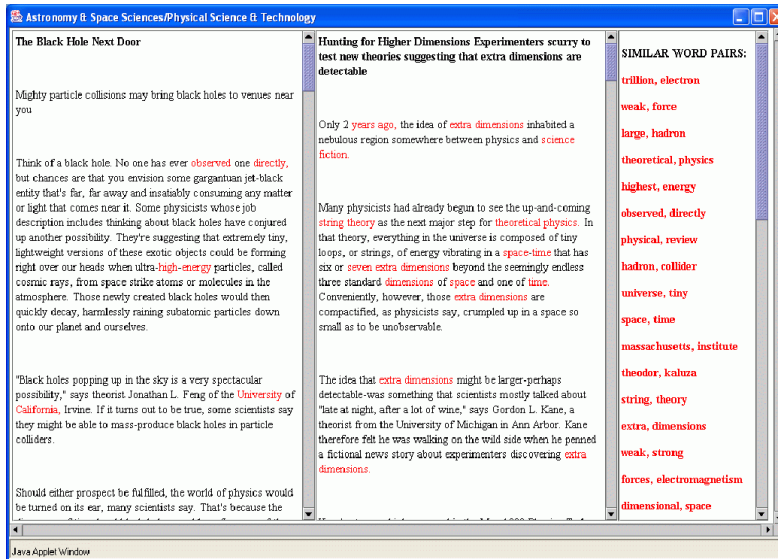 Astronomy & Space Sciences/Physical Science & Technology
The Black Hole Next Door
Mighty particle collisions may bring black holes to venues near
you
Think of a black hole. No one has ever observed one directly,
but chances are that you envision some gargantuan jet-black
entity that's far, far away and insatiably consuming any matter
or light that comes near it. Some physicists whose job
description includes thinking about black holes have conjured
up another possibility. They're suggesting that extremely tiny,
lightweight versions of these exotic objects could be forming
right over our heads when ultra-high-energy particles, called
cosmic rays, from space strike atoms or molecules in the
atmosphere. Those newly created black holes would then
quickly decay, harmlessly raining subatomic particles down
onto our planet and ourselves.
"Black holes popping up in the sky is a very spectacular
possibility," says theorist Jonathan L. Feng of the University of
California, Irvine. If it turns out to be true, some scientists say
they might be able to mass-produce black holes in particle
colliders.
Should either prospect be fulfilled, the world of physics would
be turned on its ear, many scientists say. That's because the
Hunting for Higher Dimensions Experimenters scurry to
test new theories suggesting that extra dimensions are
detectable
Only 2 years ago, the idea of extra dimensions inhabited a
nebulous region somewhere between physics and science
fiction.
Many physicists had already begun to see the up-and-coming
string theory as the next major step for theoretical physics. In
that theory, everything in the universe is composed of tiny
loops, or strings, of energy vibrating in a space-time that has
six or seven extra dimensions beyond the seemingly endless
three standard dimensions of space and one of time.
Conveniently, however, those extra dimensions are
compactified, as physicists say, crumpled up in a space so
small as to be unobservable.
The idea that extra dimensions might be larger-perhaps
detectable-was something that scientists mostly talked about
"late at night, after a lot of wine," says Gordon L. Kane, a
theorist from the University of Michigan in Ann Arbor. Kane
therefore felt he was walking on the wild side when he penned
a fictional news story about experimenters discovering extra
dimensions.
SIMILAR WORD PAIRS:
trillion, electron
weak, force
large, hadron
theoretical, physics
highest, energy
observed, directly
physical, review
hadron, collider
universe, tiny
space, time
massachusetts, institute
theodor, kaluza
string, theory
extra, dimensions
weak, strong
forces, electromagnetism
dimensional, space
Java Applet Window